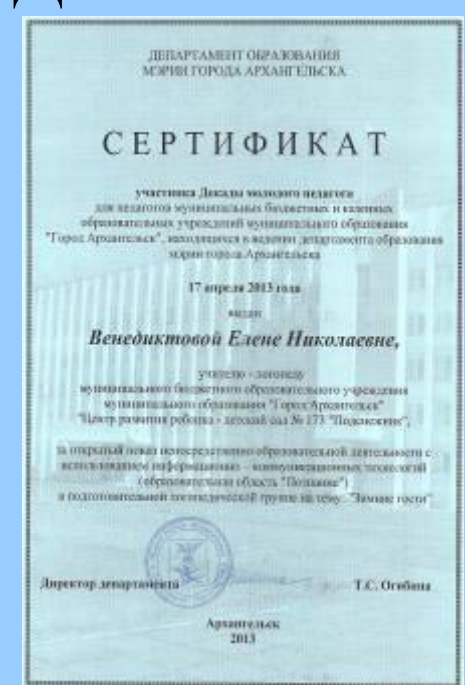 ДЕПАРТАМЕНТ ОБРАЗОВАНИЯ
МЭРИИ ГОРОДА АРХАНГЕЛЬСКА
СЕРТИФИКАТ
участника Декады молодого педагога
для педагогов муниципальных бюджетных и казенных
образовательных учреждений муниципального образования
"Город Архангельск", находящихся в ведении департамента образования
мэрии города Архангельска
17 апреля 2013 года
выдан
Венедиктовой Елене Николаевне,
учителю - логопеду
муниципального бюджетного образовательного учреждения
муниципального образования "Город Архангельск"
"Центр развития ребенка - детский сад № 173 "Подснежник",
за открытый показ непосредственно образовательной деятельности с
использованием информационно - коммуникационных технологий
(образовательная область "Познание")
в подготовительной логопедической группе на тему: "Зимние гости"
Директор департамента
Т.С. Огибина
Архангельск
2013